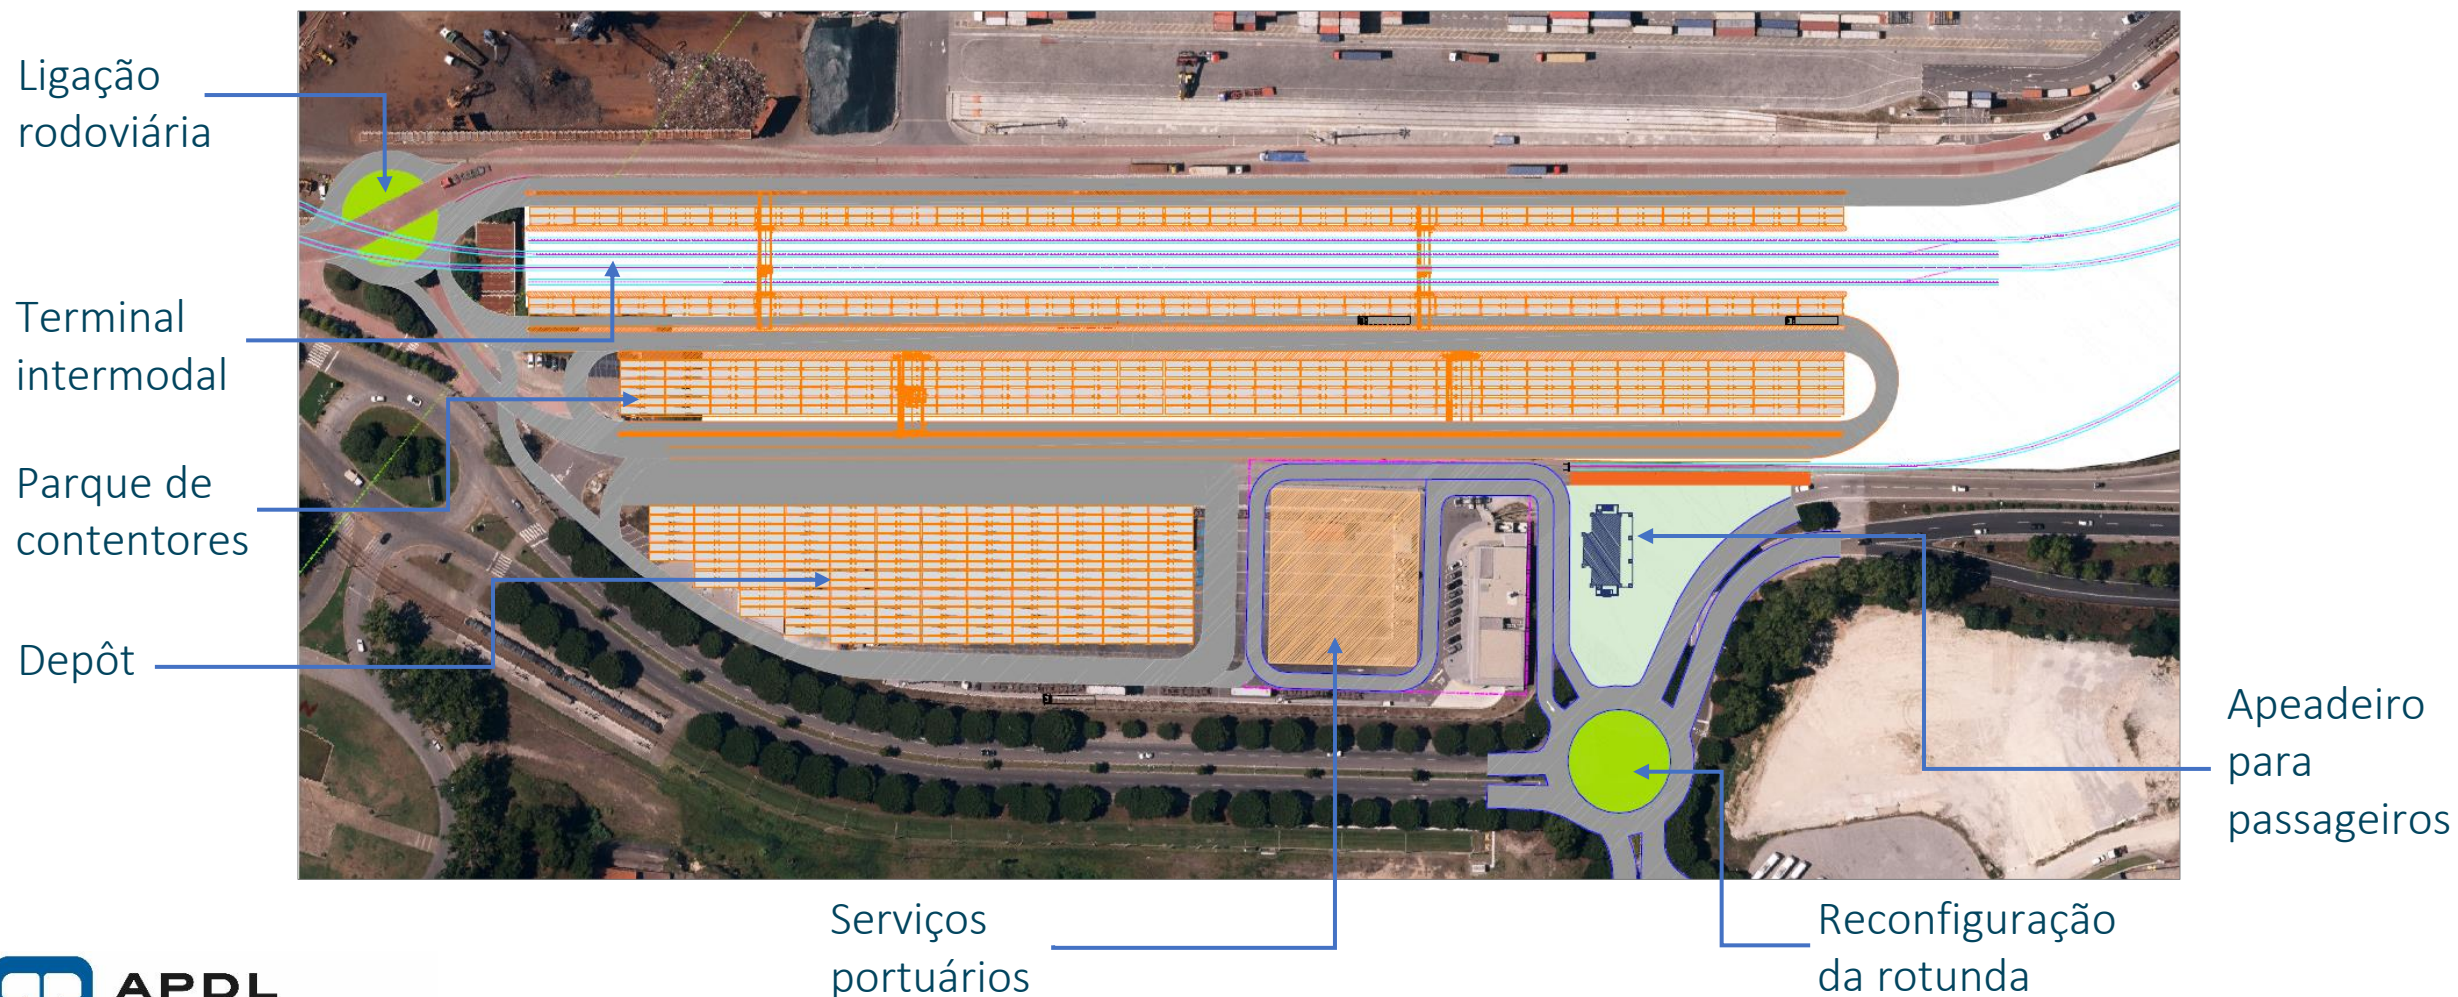 Ligação
rodoviária
Terminal
intermodal
Parque de
contentores
Depôt
Apeadeiro
para
passageiros
Serviços
portuários
Reconfiguração
da rotunda
APDL